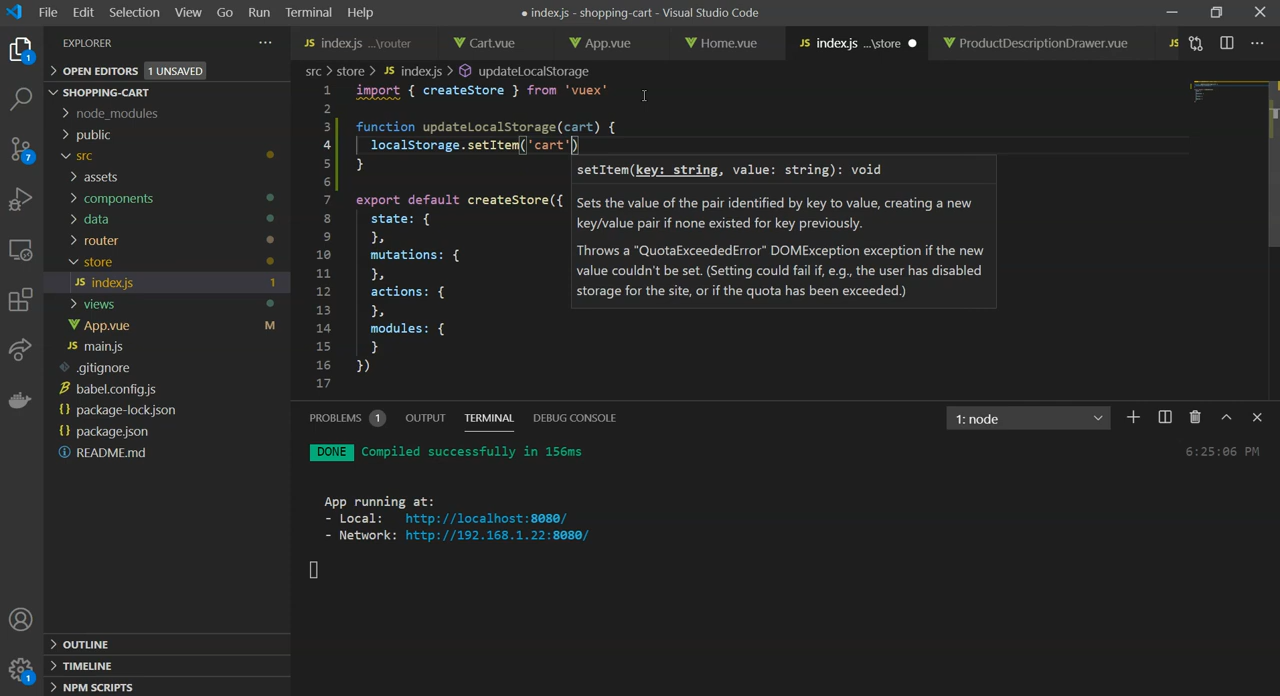 File Edit Selection View Go Run Terminal Help
● index.js - shopping-cart - Visual Studio Code
EXPLORER
OPEN EDITORS 1 UNSAVED
SHOPPING-CART
node_modules
public
src
assets
components
data
router
store
JS index.js 1
views
App.vue M
JS main.js
.gitignore
babel.config.js
{} package-lock.json
{} package.json
README.md
OUTLINE
TIMELINE
NPM SCRIPTS
1
7
1
JS index.js ...\router Cart.vue App.vue Home.vue JS index.js ...\store ● ProductDescriptionDrawer.vue JS
src > store > JS index.js > updateLocalStorage
1 import { createStore } from 'vuex'
2
3 function updateLocalStorage(cart) {
4 localStorage.setItem('cart')
5 }
6
7 export default createStore({
8 state: {
9 },
10 mutations: {
11 },
12 actions: {
13 },
14 modules: {
15 }
16 })
17
setItem(key: string, value: string): void
Sets the value of the pair identified by key to value, creating a new
key/value pair if none existed for key previously.
Throws a "QuotaExceededError" DOMException exception if the new
value couldn't be set. (Setting could fail if, e.g., the user has disabled
storage for the site, or if the quota has been exceeded.)
PROBLEMS 1 OUTPUT TERMINAL DEBUG CONSOLE 1: node
DONE Compiled successfully in 156ms 6:25:06 PM
App running at:
- Local: http://localhost:8080/
- Network: http://192.168.1.22:8080/